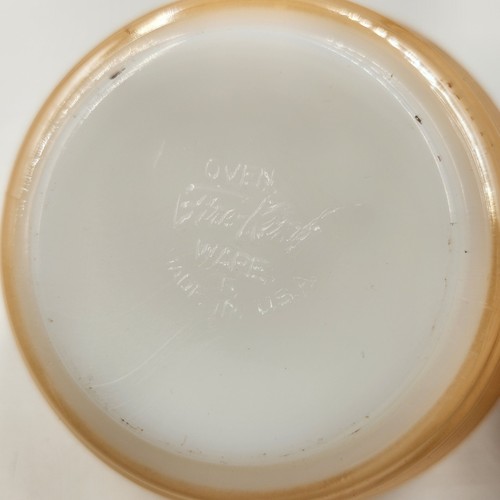 OVEN
Fire-King
WARE
MADE IN U.S.A.